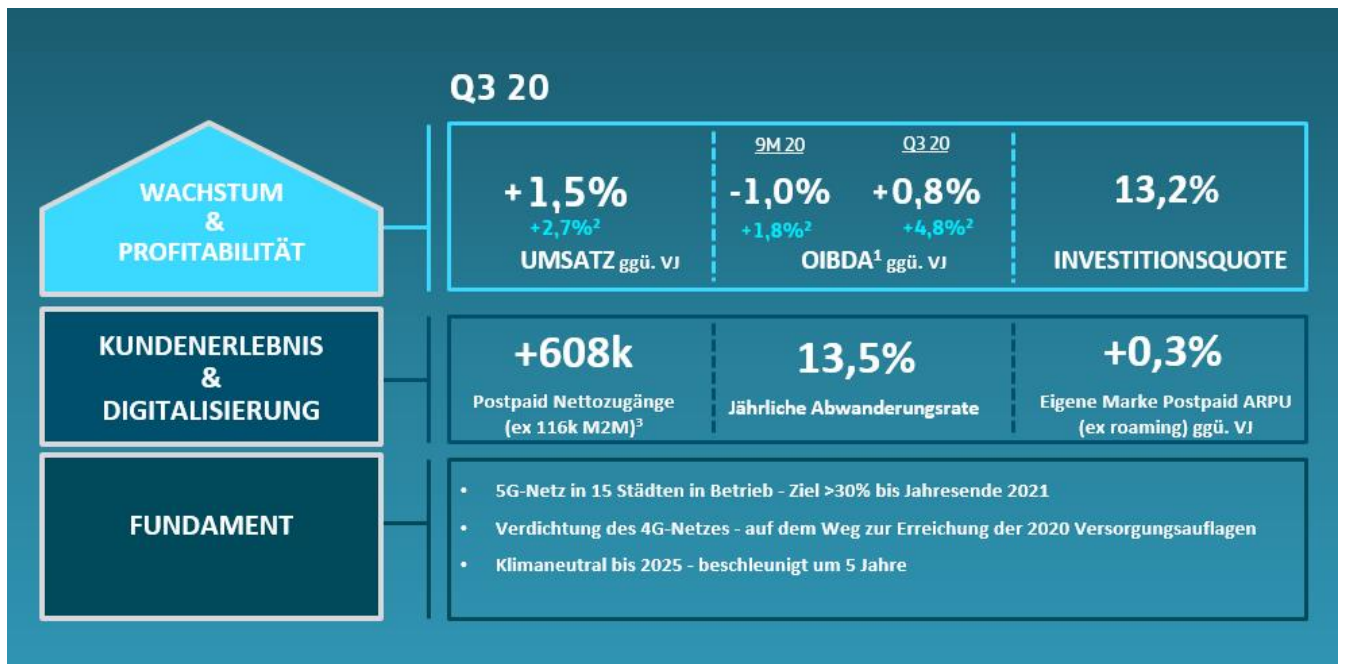 Q3 20
WACHSTUM
&
PROFITABILITÄT
+1,5%
+2,7%²
UMSATZ ggü. VJ
9M 20 Q3 20
-1,0% +0,8%
+1,8%² +4,8%²
OIBDA¹ ggü. VJ
13,2%
INVESTITIONSQUOTE
KUNDENERLEBNIS
&
DIGITALISIERUNG
+608k
Postpaid Nettozugänge
(ex 116k M2M)³
13,5%
Jährliche Abwanderungsrate
+0,3%
Eigene Marke Postpaid ARPU
(ex roaming) ggü. VJ
FUNDAMENT
• 5G-Netz in 15 Städten in Betrieb - Ziel >30% bis Jahresende 2021
• Verdichtung des 4G-Netzes - auf dem Weg zur Erreichung der 2020 Versorgungsauflagen
• Klimaneutral bis 2025 - beschleunigt um 5 Jahre